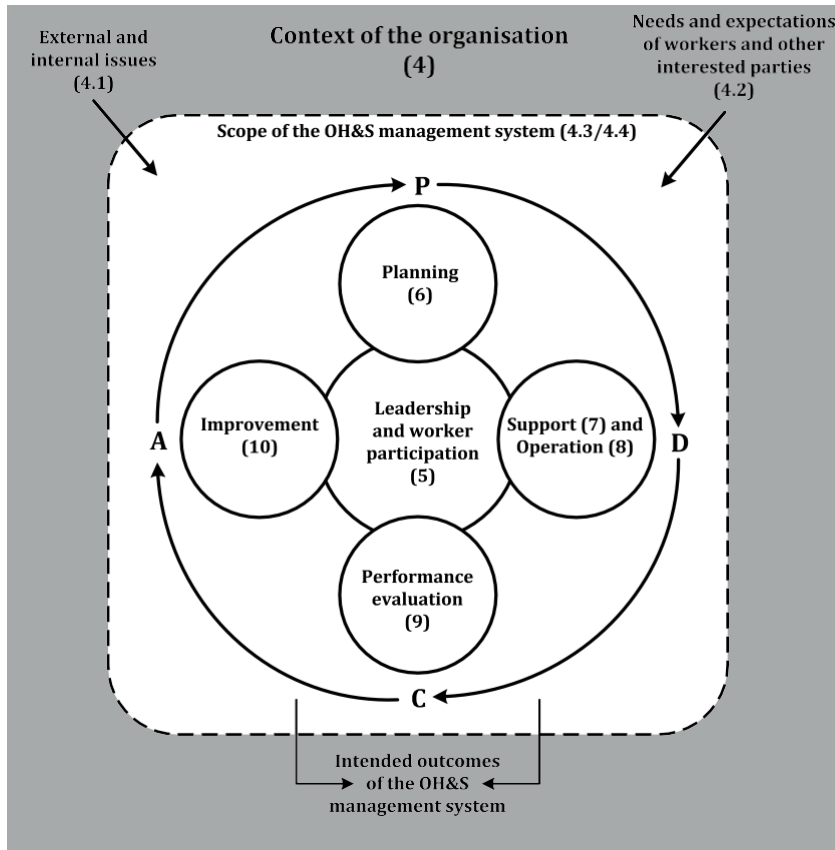 External and
internal issues
(4.1)
Context of the organisation
(4)
Needs and expectations
of workers and other
interested parties
(4.2)
Scope of the OH&S management system (4.3/4.4)
P
Planning
(6)
A
Improvement
(10)
Leadership
and worker
participation
(5)
Support (7) and
Operation (8)
D
Performance
evaluation
(9)
C
Intended outcomes
of the OH&S
management system